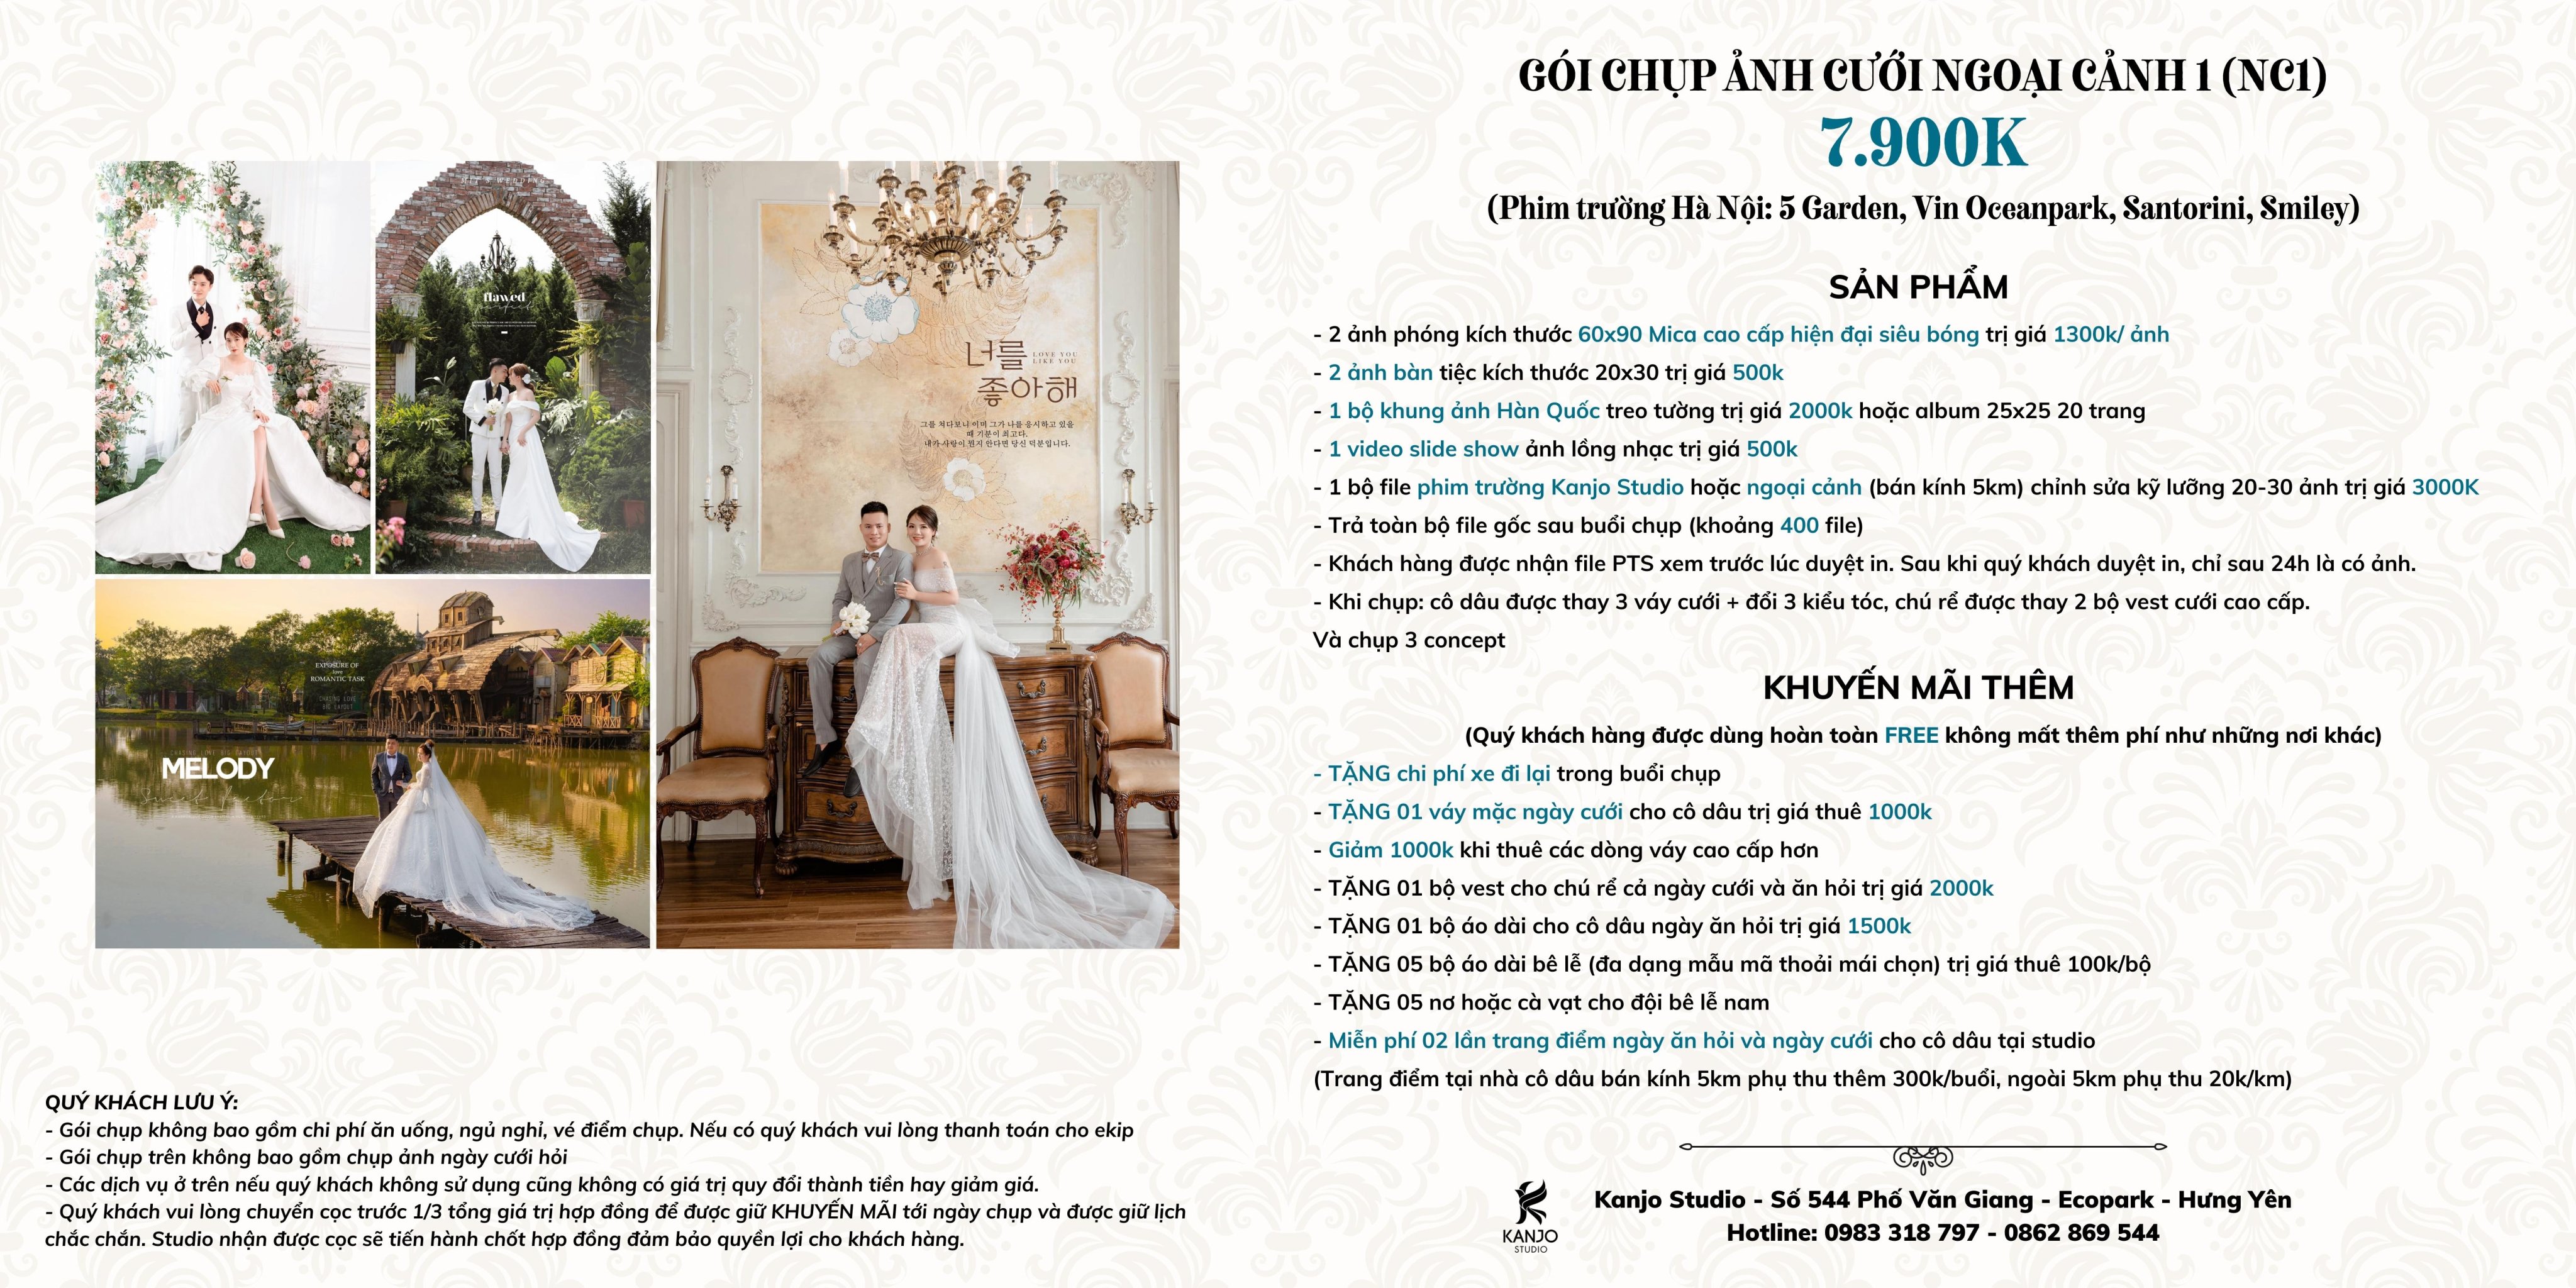 JET'S WEDDING
flawed
EXPOSURE OF
love
ROMANTIC TASK
CHASING LOVE
BIG LAYOUT
CHASING LOVE BIG LAYOUT
MELODY
너를
좋아해
LOVE YOU
LIKE YOU
그를 쳐다보니 이며 그가 나를 응시하고 있을
때 기분이 최고다.
내가 사랑이 뭔지 안다면 당신 덕분입니다.
QUÝ KHÁCH LƯU Ý:
- Gói chụp không bao gồm chi phí ăn uống, ngủ nghỉ, vé điểm chụp. Nếu có quý khách vui lòng thanh toán cho ekip
- Gói chụp trên không bao gồm chụp ảnh ngày cưới hỏi
- Các dịch vụ ở trên nếu quý khách không sử dụng cũng không có giá trị quy đổi thành tiền hay giảm giá.
- Quý khách vui lòng chuyển cọc trước 1/3 tổng giá trị hợp đồng để được giữ KHUYẾN MÃI tới ngày chụp và được giữ lịch
chắc chắn. Studio nhận được cọc sẽ tiến hành chốt hợp đồng đảm bảo quyền lợi cho khách hàng.
GÓI CHỤP ẢNH CƯỚI NGOẠI CẢNH 1 (NC1)
7.900K
(Phim trường Hà Nội: 5 Garden, Vin Oceanpark, Santorini, Smiley)
SẢN PHẨM
- 2 ảnh phóng kích thước 60x90 Mica cao cấp hiện đại siêu bóng trị giá 1300k/ ảnh
- 2 ảnh bàn tiệc kích thước 20x30 trị giá 500k
- 1 bộ khung ảnh Hàn Quốc treo tường trị giá 2000k hoặc album 25x25 20 trang
- 1 video slide show ảnh lồng nhạc trị giá 500k
- 1 bộ file phim trường Kanjo Studio hoặc ngoại cảnh (bán kính 5km) chỉnh sửa kỹ lưỡng 20-30 ảnh trị giá 3000K
- Trả toàn bộ file gốc sau buổi chụp (khoảng 400 file)
- Khách hàng được nhận file PTS xem trước lúc duyệt in. Sau khi quý khách duyệt in, chỉ sau 24h là có ảnh.
- Khi chụp: cô dâu được thay 3 váy cưới + đổi 3 kiểu tóc, chú rể được thay 2 bộ vest cưới cao cấp.
Và chụp 3 concept
KHUYẾN MÃI THÊM
(Quý khách hàng được dùng hoàn toàn FREE không mất thêm phí như những nơi khác)
- TẶNG chi phí xe đi lại trong buổi chụp
- TẶNG 01 váy mặc ngày cưới cho cô dâu trị giá thuê 1000k
- Giảm 1000k khi thuê các dòng váy cao cấp hơn
- TẶNG 01 bộ vest cho chú rể cả ngày cưới và ăn hỏi trị giá 2000k
- TẶNG 01 bộ áo dài cho cô dâu ngày ăn hỏi trị giá 1500k
- TẶNG 05 bộ áo dài bê lễ (đa dạng mẫu mã thoải mái chọn) trị giá thuê 100k/bộ
- TẶNG 05 nơ hoặc cà vạt cho đội bê lễ nam
- Miễn phí 02 lần trang điểm ngày ăn hỏi và ngày cưới cho cô dâu tại studio
(Trang điểm tại nhà cô dâu bán kính 5km phụ thu thêm 300k/buổi, ngoài 5km phụ thu 20k/km)
KANJO
STUDIO
Kanjo Studio - Số 544 Phố Văn Giang - Ecopark - Hưng Yên
Hotline: 0983 318 797 - 0862 869 544